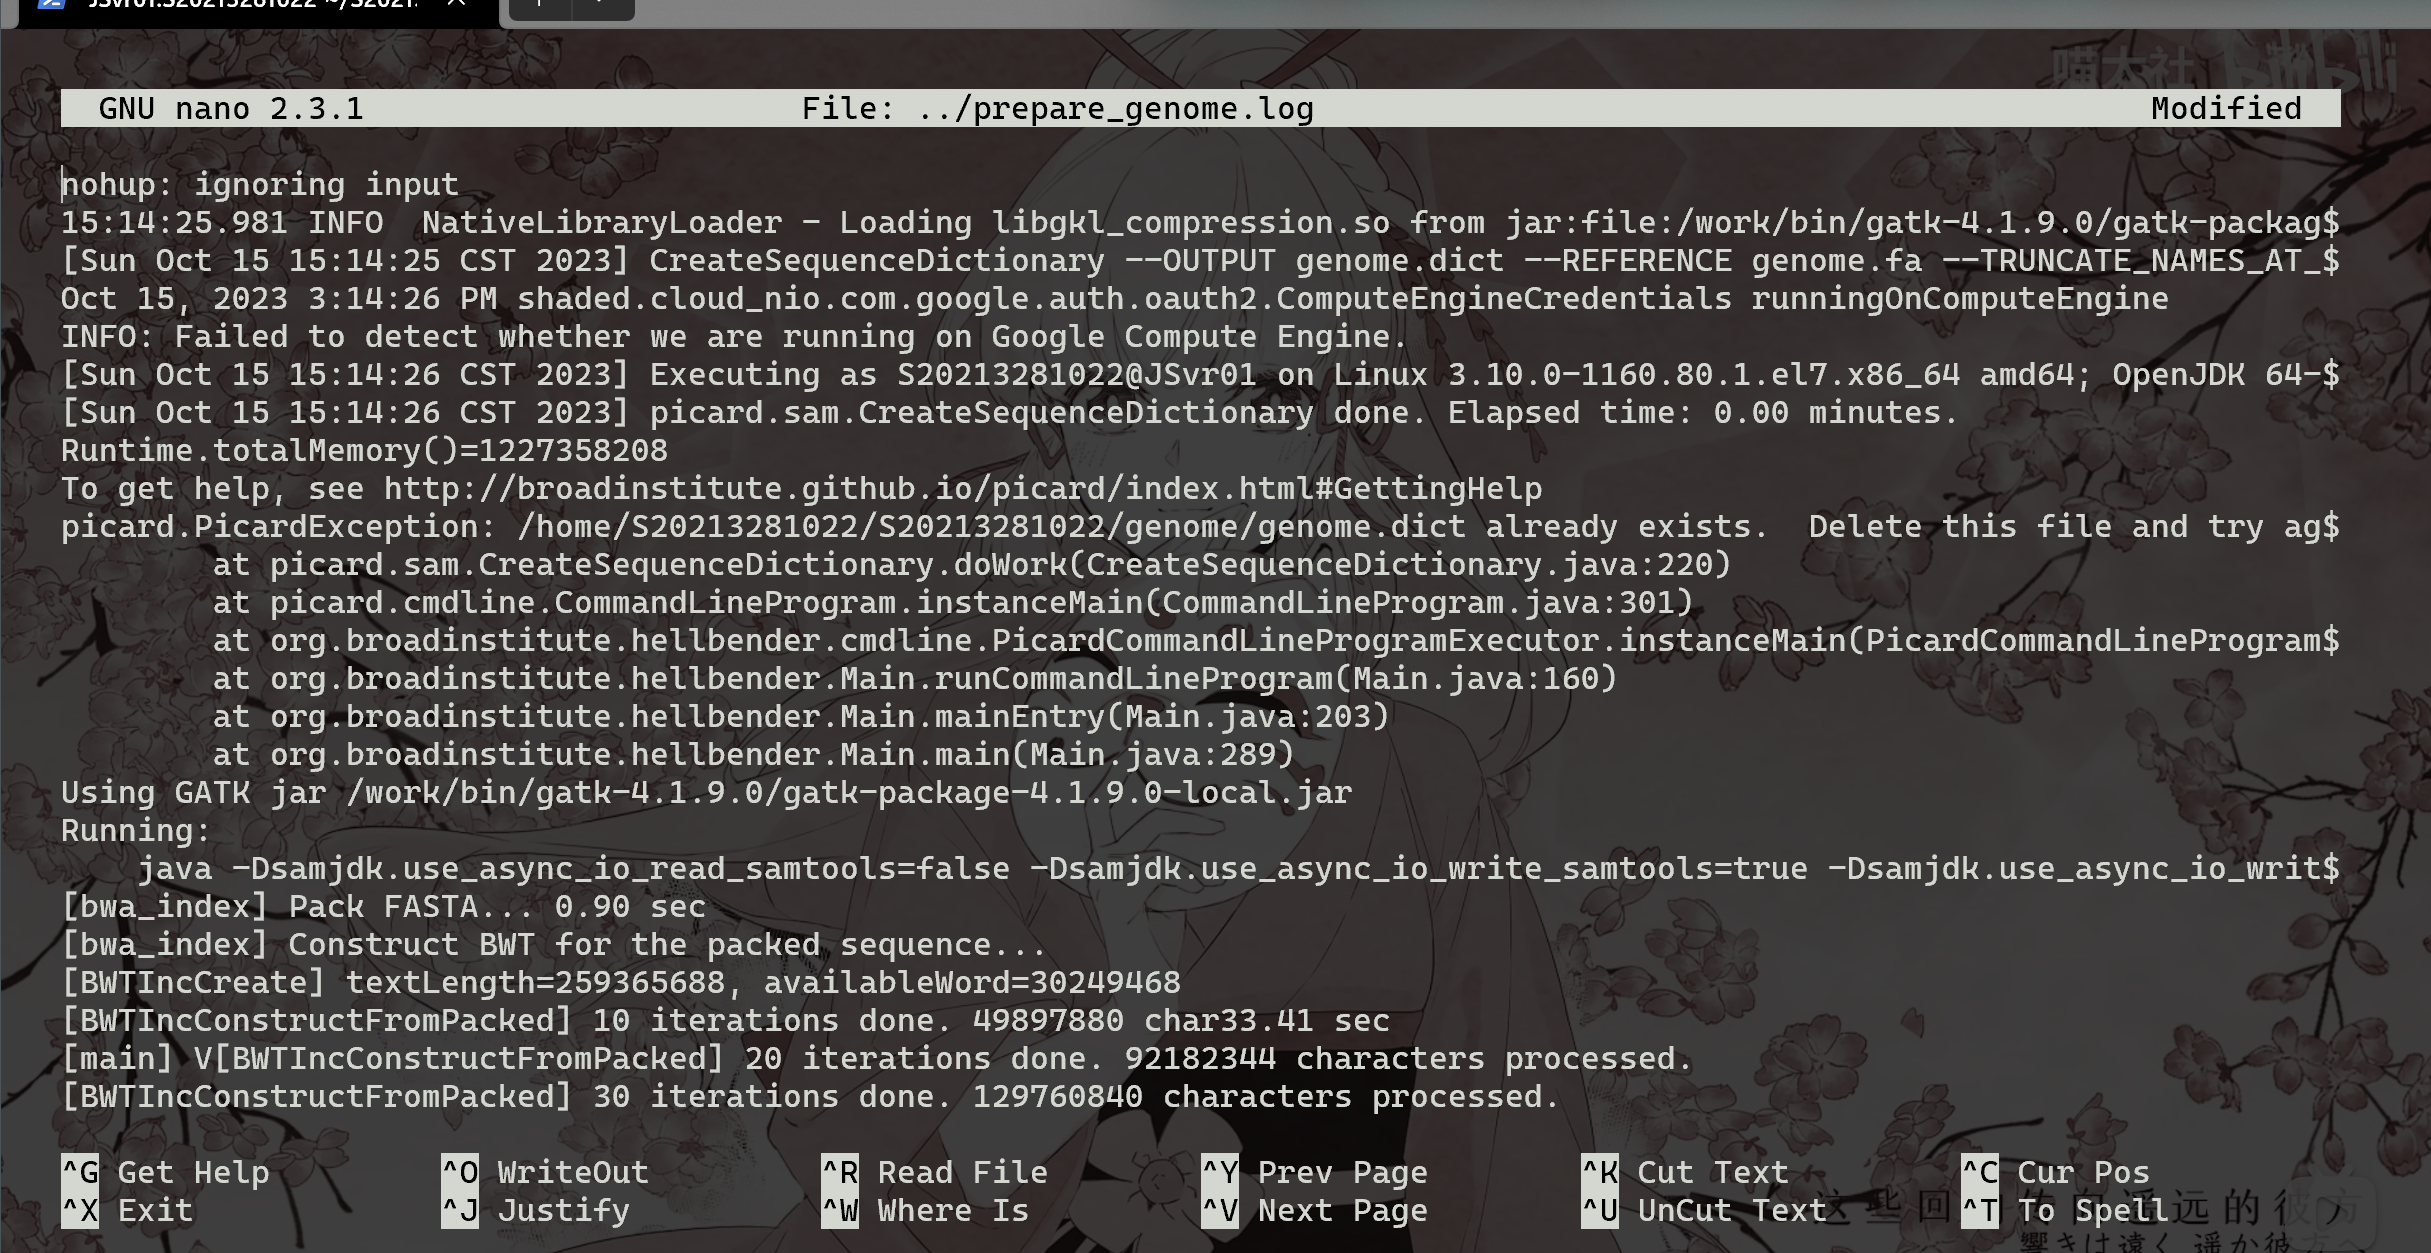 GNU nano 2.3.1 File: ../prepare_genome.log Modified
nohup: ignoring input
15:14:25.981 INFO  NativeLibraryLoader - Loading libgkl_compression.so from jar:file:/work/bin/gatk-4.1.9.0/gatk-packag$
[Sun Oct 15 15:14:25 CST 2023] CreateSequenceDictionary --OUTPUT genome.dict --REFERENCE genome.fa --TRUNCATE_NAMES_AT_$
Oct 15, 2023 3:14:26 PM shaded.cloud_nio.com.google.auth.oauth2.ComputeEngineCredentials runningOnComputeEngine
INFO: Failed to detect whether we are running on Google Compute Engine.
[Sun Oct 15 15:14:26 CST 2023] Executing as S20213281022@JSvr01 on Linux 3.10.0-1160.80.1.el7.x86_64 amd64; OpenJDK 64-$
[Sun Oct 15 15:14:26 CST 2023] picard.sam.CreateSequenceDictionary done. Elapsed time: 0.00 minutes.
Runtime.totalMemory()=1227358208
To get help, see http://broadinstitute.github.io/picard/index.html#GettingHelp
picard.PicardException: /home/S20213281022/S20213281022/genome/genome.dict already exists.  Delete this file and try ag$
at picard.sam.CreateSequenceDictionary.doWork(CreateSequenceDictionary.java:220)
at picard.cmdline.CommandLineProgram.instanceMain(CommandLineProgram.java:301)
at org.broadinstitute.hellbender.cmdline.PicardCommandLineProgramExecutor.instanceMain(PicardCommandLineProgram$
at org.broadinstitute.hellbender.Main.runCommandLineProgram(Main.java:160)
at org.broadinstitute.hellbender.Main.mainEntry(Main.java:203)
at org.broadinstitute.hellbender.Main.main(Main.java:289)
Using GATK jar /work/bin/gatk-4.1.9.0/gatk-package-4.1.9.0-local.jar
Running:
java -Dsamjdk.use_async_io_read_samtools=false -Dsamjdk.use_async_io_write_samtools=true -Dsamjdk.use_async_io_writ$
[bwa_index] Pack FASTA... 0.90 sec
[bwa_index] Construct BWT for the packed sequence...
[BWTIncCreate] textLength=259365688, availableWord=30249468
[BWTIncConstructFromPacked] 10 iterations done. 49897880 char33.41 sec
[main] V[BWTIncConstructFromPacked] 20 iterations done. 92182344 characters processed.
[BWTIncConstructFromPacked] 30 iterations done. 129760840 characters processed.
^G Get Help ^O WriteOut ^R Read File ^Y Prev Page ^K Cut Text ^C Cur Pos
^X Exit ^J Justify ^W Where Is ^V Next Page ^U UnCut Text ^T To Spell